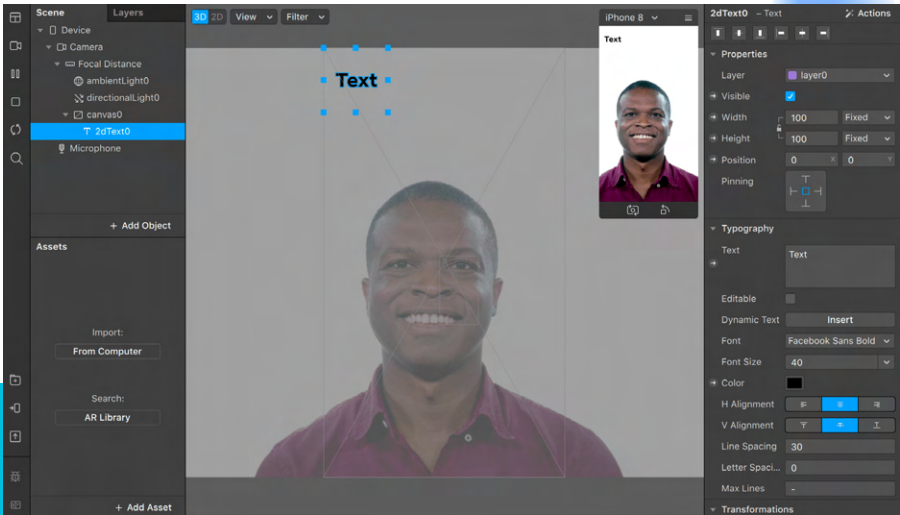 Scene
Layers
Device
Camera
Focal Distance
ambientLight0
directionalLight0
canvas0
2dText0
Microphone
+ Add Object
Assets
Import:
From Computer
Search:
AR Library
+ Add Asset
3D 2D
View
Filter
Text
iPhone 8
Text
2dText0 – Text
Actions
Properties
Layer layer0
Visible
Width 100 Fixed
Height 100 Fixed
Position 0 X 0 Y
Pinning
Typography
Text Text
Editable
Dynamic Text Insert
Font Facebook Sans Bold
Font Size 40
Color
H Alignment
V Alignment
Line Spacing 30
Letter Spaci... 0
Max Lines -
Transformations